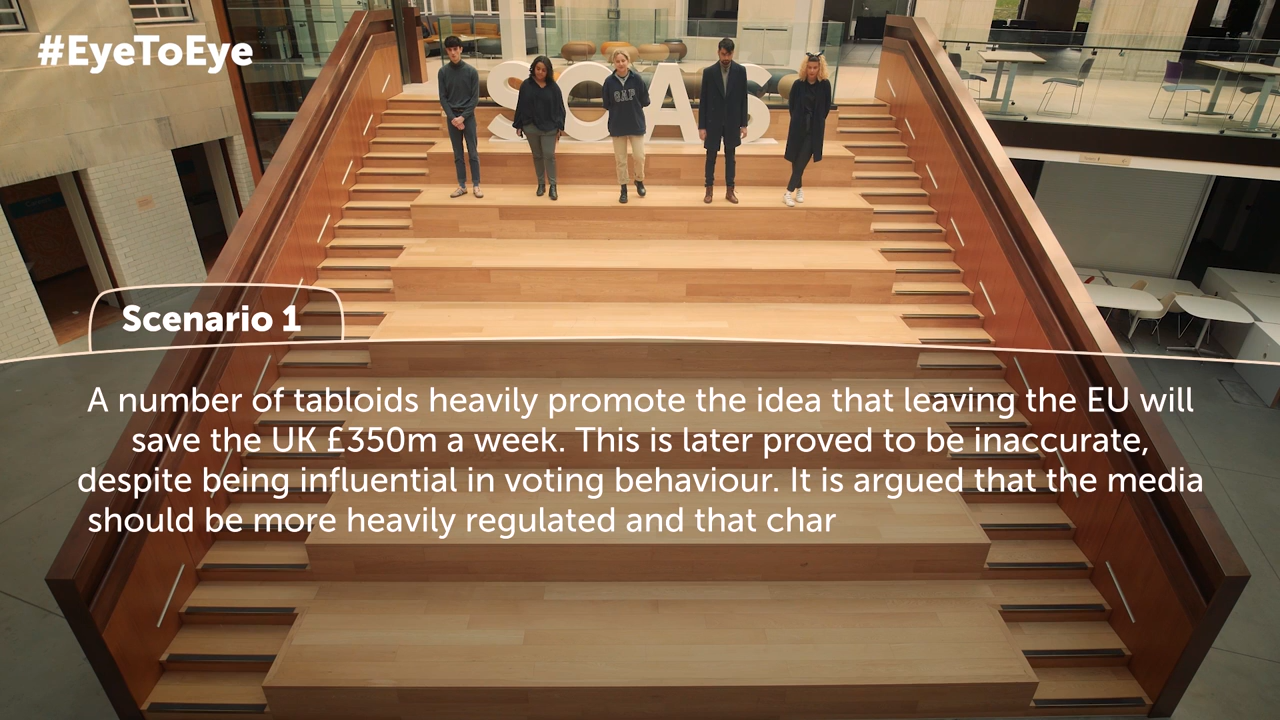 #EyeToEye
SOAS
GAP
Scenario 1
A number of tabloids heavily promote the idea that leaving the EU will
save the UK £350m a week. This is later proved to be inaccurate,
despite being influential in voting behaviour. It is argued that the media
should be more heavily regulated and that char